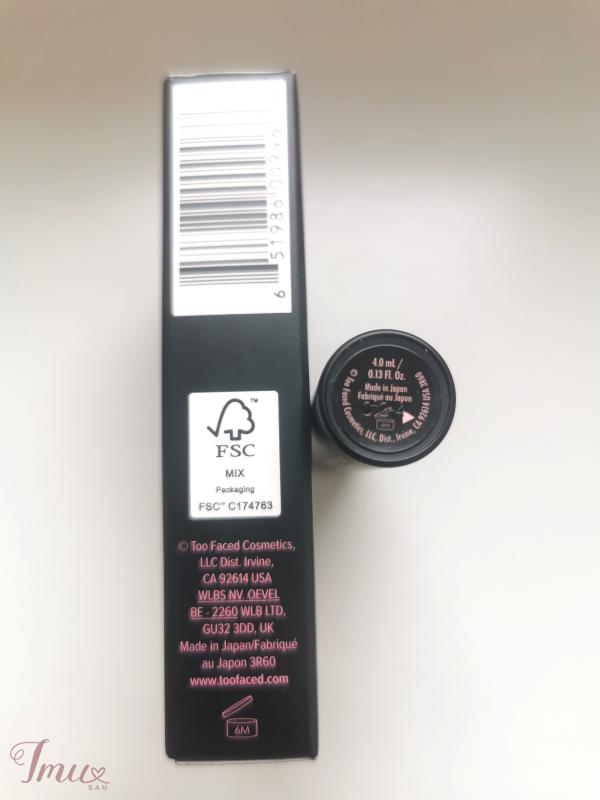 6 51986 00946
™
FSC
MIX
Packaging
FSC™ C174763
© Too Faced Cosmetics,
LLC Dist. Irvine,
CA 92614 USA
WLBS NV. OEVEL
BE - 2260 WLB LTD,
GU32 3DD, UK
Made in Japan/Fabriqué
au Japon 3R60
www.toofaced.com
6M
4.0 mL /
0.13 Fl. Oz.
Made in Japan
Fabriqué au Japon
6M
© Too Faced Cosmetics, LLC, Dist., Irvine, CA 92614 USA 3R60
Imu
SAU